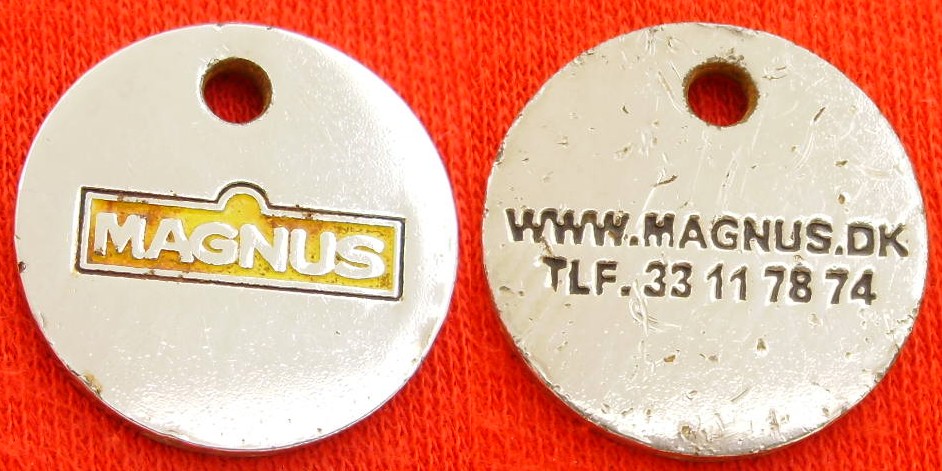 MAGNUS
WWW.MAGNUS.DK
TLF. 33 11 78 74